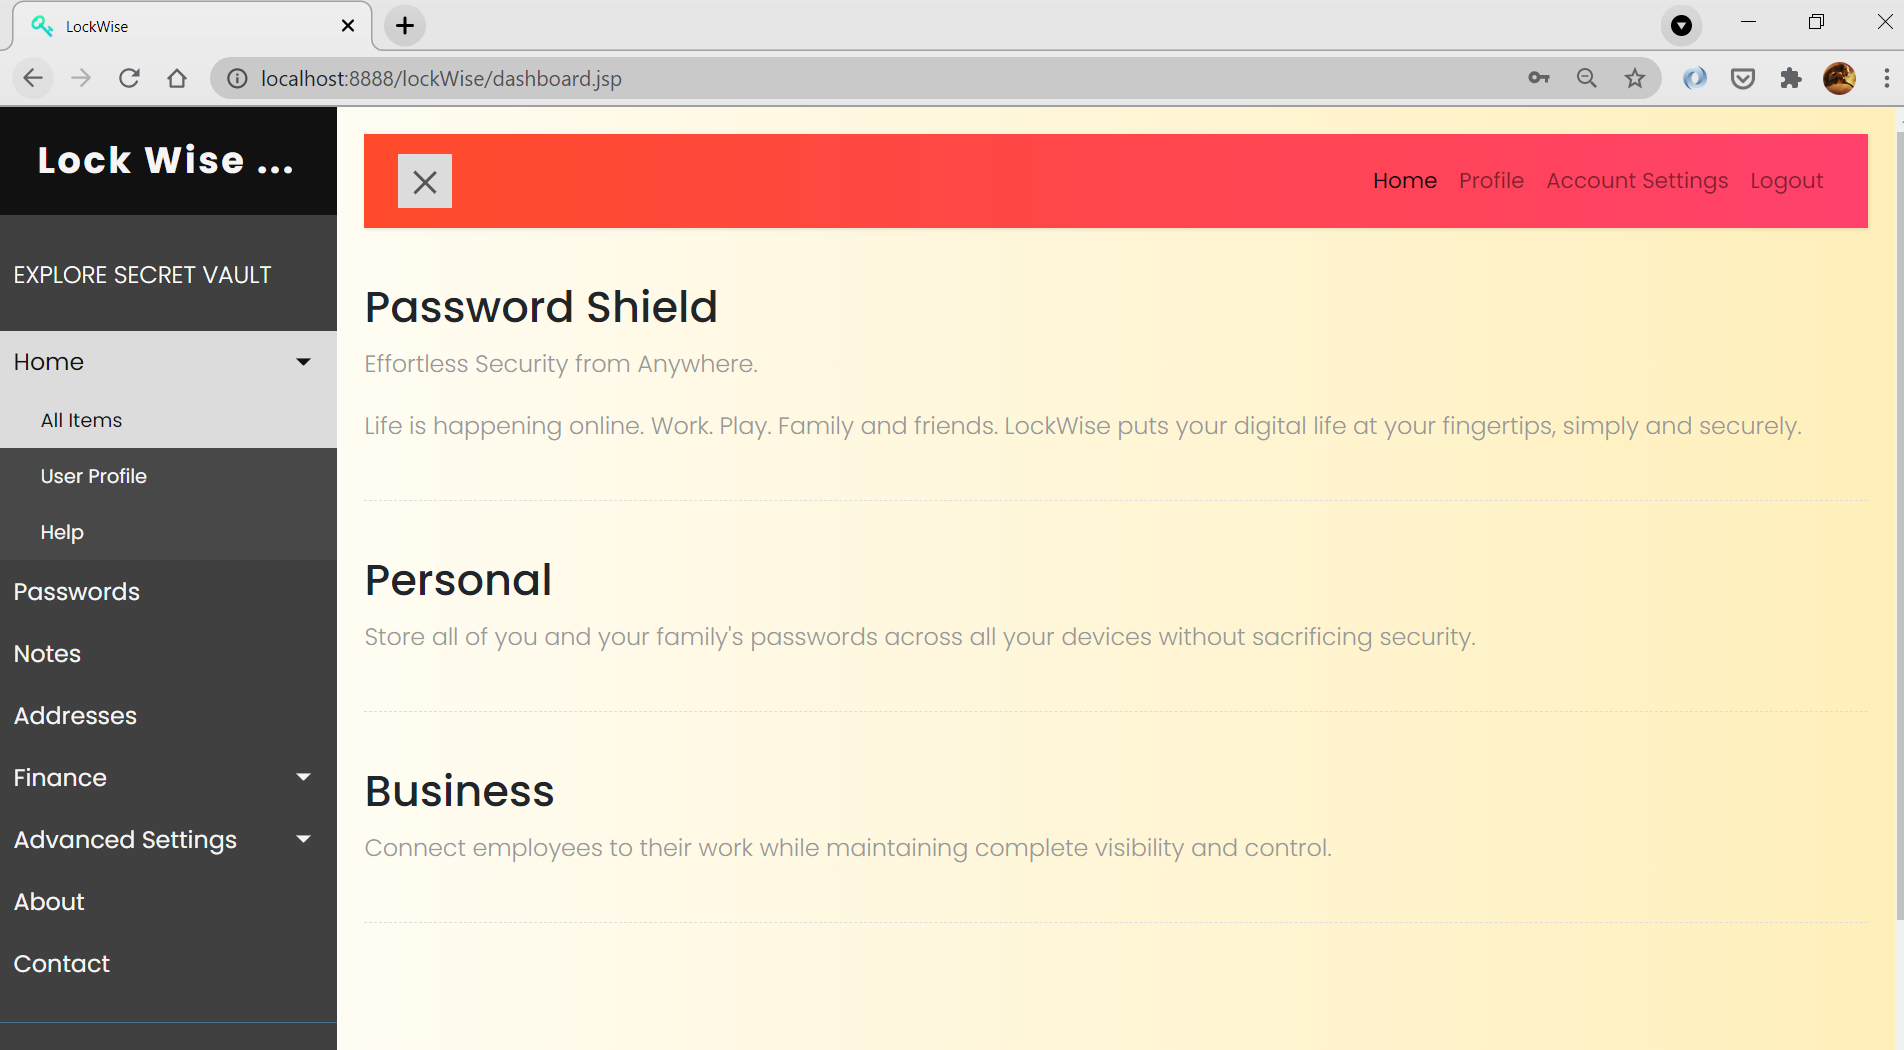 LockWise
localhost:8888/lockWise/dashboard.jsp
Lock Wise ...
EXPLORE SECRET VAULT
Home
All Items
User Profile
Help
Passwords
Notes
Addresses
Finance
Advanced Settings
About
Contact
Home Profile Account Settings Logout
Password Shield
Effortless Security from Anywhere.
Life is happening online. Work. Play. Family and friends. LockWise puts your digital life at your fingertips, simply and securely.
Personal
Store all of you and your family's passwords across all your devices without sacrificing security.
Business
Connect employees to their work while maintaining complete visibility and control.